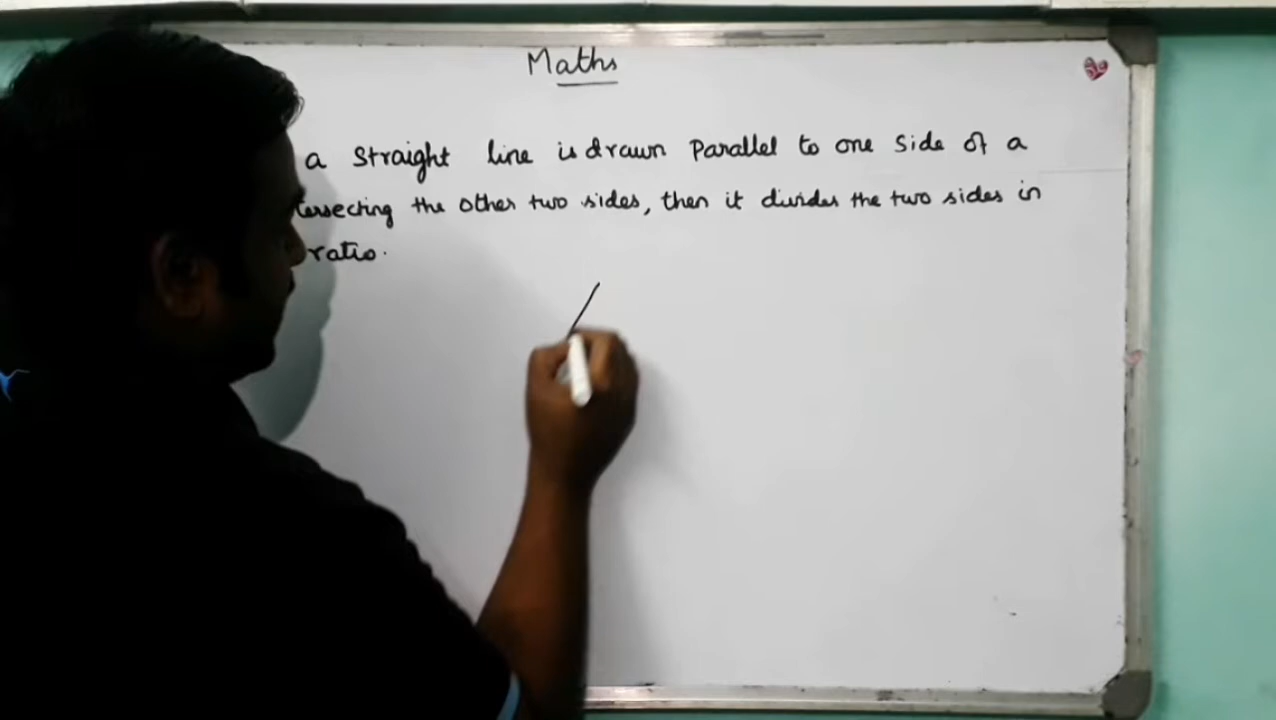 Maths
a straight line is drawn Parallel to one side of a
tersecting the other two sides, then it divides the two sides in
ratio.